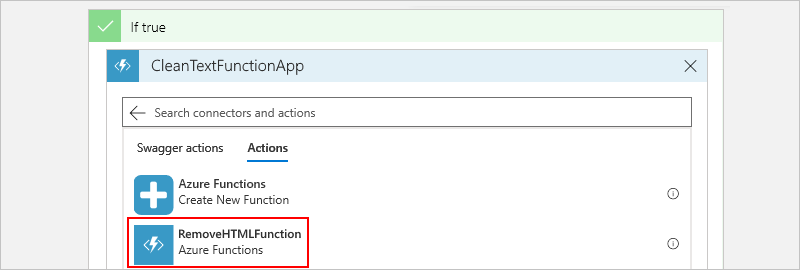 If true
CleanTextFunctionApp
Search connectors and actions
Swagger actions Actions
Azure Functions
Create New Function
RemoveHTMLFunction
Azure Functions